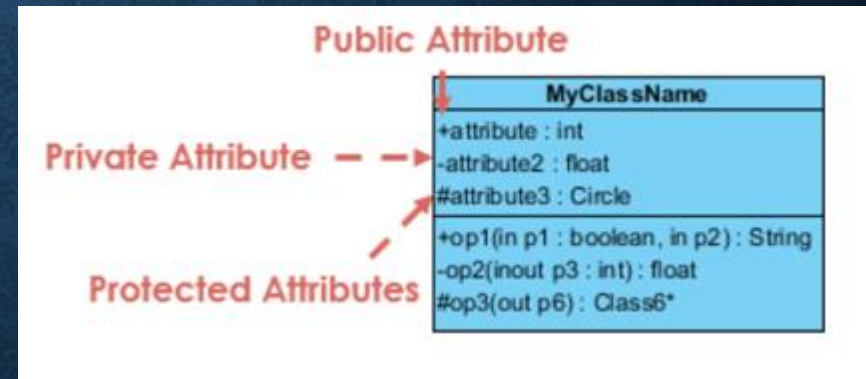 Public Attribute
MyClassName
+attribute : int
Private Attribute
-attribute2 : float
#attribute3 : Circle
+op1(in p1 : boolean, in p2) : String
-op2(inout p3 : int) : float
Protected Attributes
#op3(out p6) : Class6*